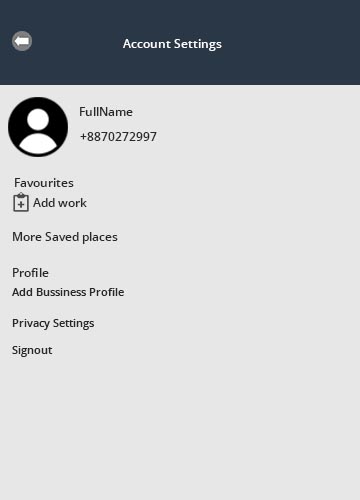 Account Settings
FullName
+8870272997
Favourites
Add work
More Saved places
Profile
Add Bussiness Profile
Privacy Settings
Signout